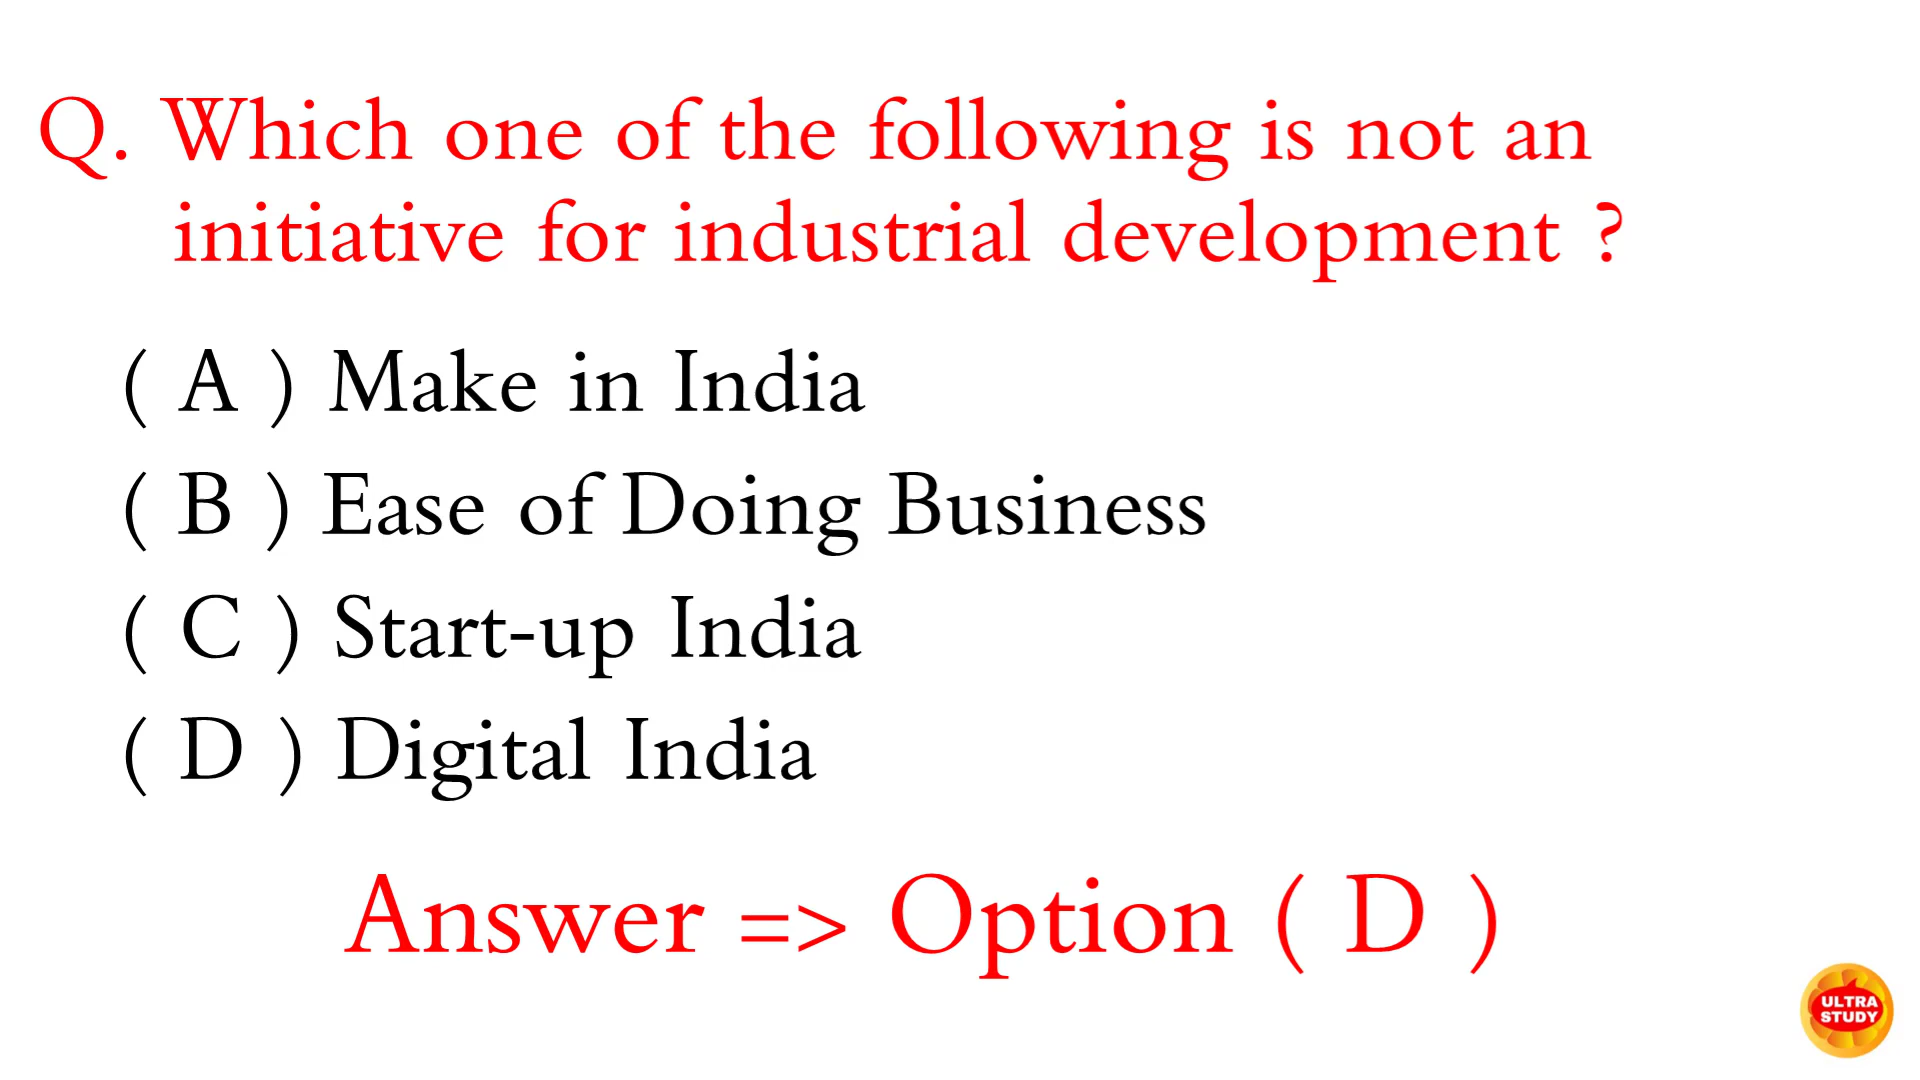 Q. Which one of the following is not an
initiative for industrial development ?
( A ) Make in India
( B ) Ease of Doing Business
( C ) Start-up India
( D ) Digital India
Answer => Option ( D )
ULTRA
STUDY